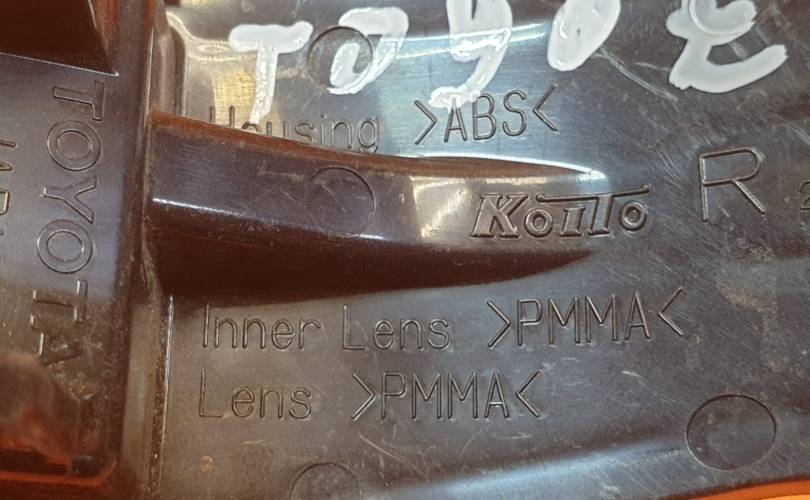 Housing >ABS<
KOITO R
Inner Lens >PMMA<
Lens >PMMA<
TOYOTA